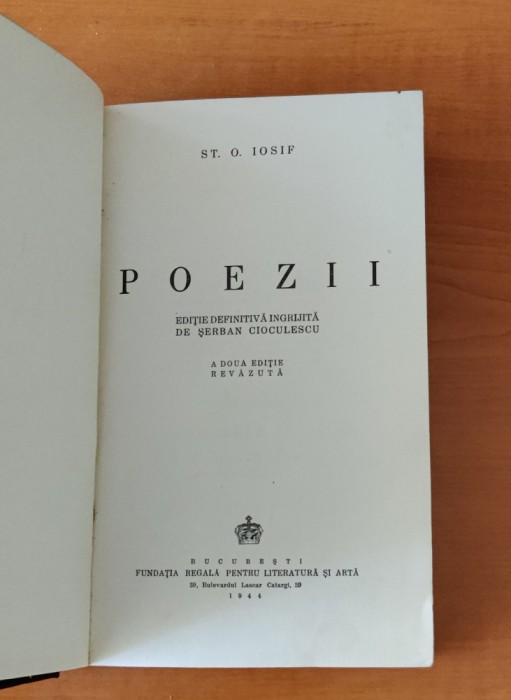 ST. O. IOSIF
POEZII
EDIȚIE DEFINITIVĂ INGRIJITĂ
DE ȘERBAN CIOCULESCU
A DOUA EDIȚIE
REVĂZUTĂ
BUCUREȘTI
FUNDAȚIA REGALĂ PENTRU LITERATURĂ ȘI ARTĂ
39, Bulevardul Lascar Catargi, 39
1944